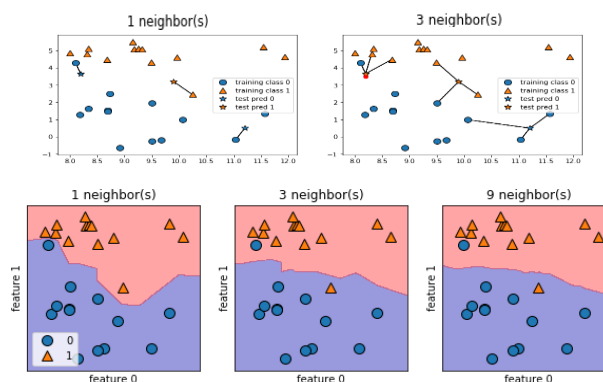 1 neighbor(s)
5
4
3
2
1
0
−1
8.0 8.5 9.0 9.5 10.0 10.5 11.0 11.5 12.0
training class 0
training class 1
test pred 0
test pred 1
3 neighbor(s)
5
4
3
2
1
0
−1
8.0 8.5 9.0 9.5 10.0 10.5 11.0 11.5 12.0
training class 0
training class 1
test pred 0
test pred 1
1 neighbor(s)
feature 1
0
1
feature 0
3 neighbor(s)
feature 1
feature 0
9 neighbor(s)
feature 1
feature 0